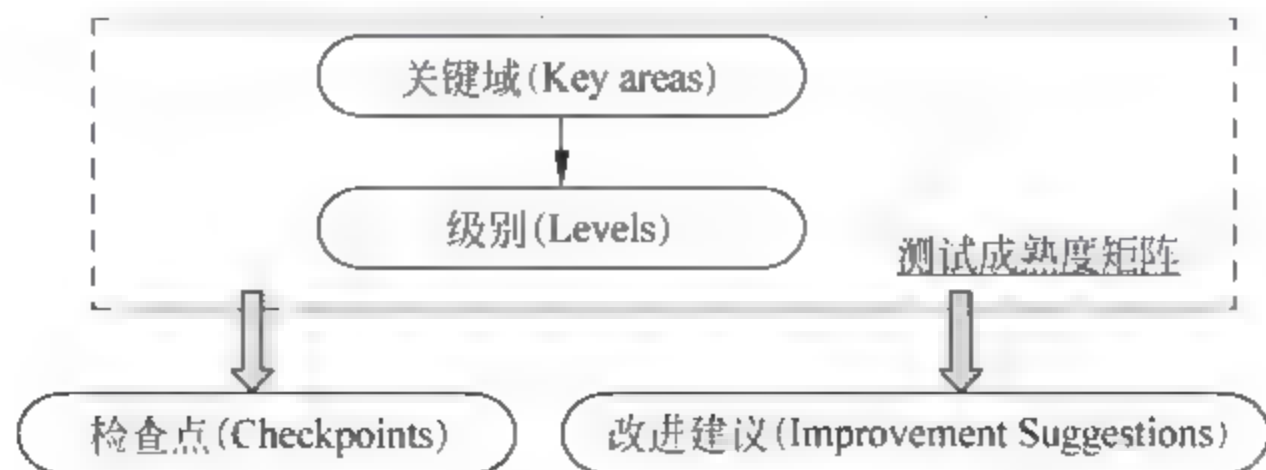 关键域(Key areas)
级别(Levels)
测试成熟度矩阵
检查点(Checkpoints)
改进建议(Improvement Suggestions)